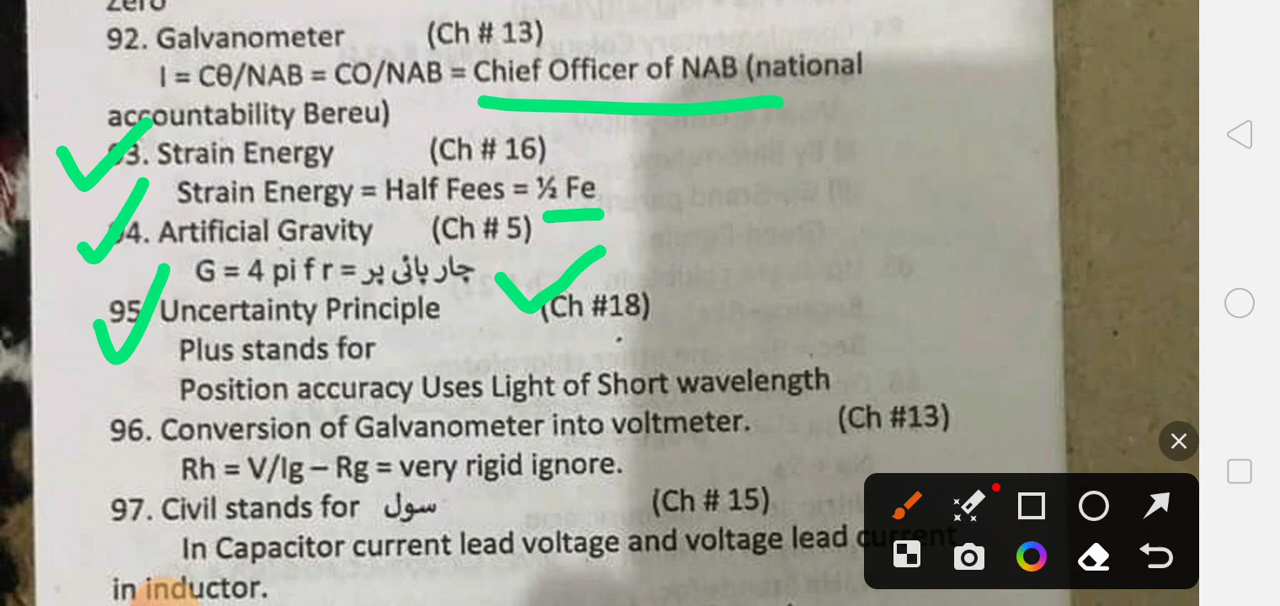 zero
92. Galvanometer (Ch # 13)
I = Cθ/NAB = CO/NAB = Chief Officer of NAB (national
accountability Bereu)
93. Strain Energy (Ch # 16)
Strain Energy = Half Fees = ½ Fe
94. Artificial Gravity (Ch # 5)
G = 4 pi f r = چار پائی پر
95. Uncertainty Principle (Ch #18)
Plus stands for
Position accuracy Uses Light of Short wavelength
96. Conversion of Galvanometer into voltmeter. (Ch #13)
Rh = V/Ig – Rg = very rigid ignore.
97. Civil stands for سول (Ch # 15)
In Capacitor current lead voltage and voltage lead current
in inductor.